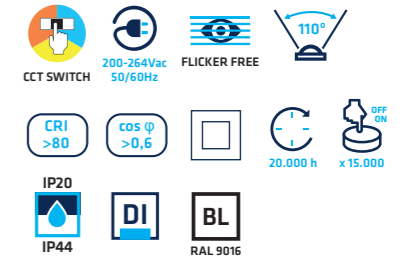 CCT SWITCH
200-264Vac
50/60Hz
FLICKER FREE
110°
CRI
>80
cos φ
>0,6
20.000 h
OFF
ON
x 15.000
IP20
IP44
DI
BL
RAL 9016